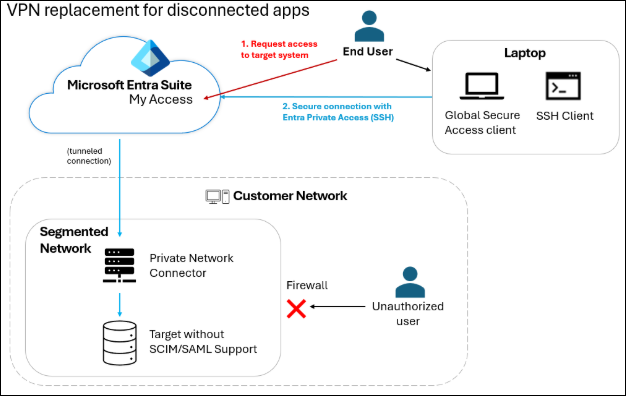 VPN replacement for disconnected apps
1. Request access
to target system
End User
Laptop
Microsoft Entra Suite
My Access
2. Secure connection with
Entra Private Access (SSH)
Global Secure
Access client
SSH Client
(tunneled
connection)
Customer Network
Segmented
Network
Private Network
Connector
Firewall
Unauthorized
user
Target without
SCIM/SAML Support